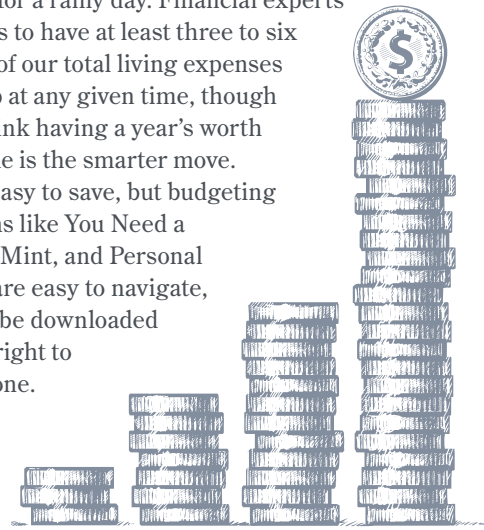 for a rainy day. Financial experts
s to have at least three to six
of our total living expenses
at any given time, though
nk having a year's worth
e is the smarter move.
asy to save, but budgeting
s like You Need a
Mint, and Personal
are easy to navigate,
be downloaded
right to
one.
$